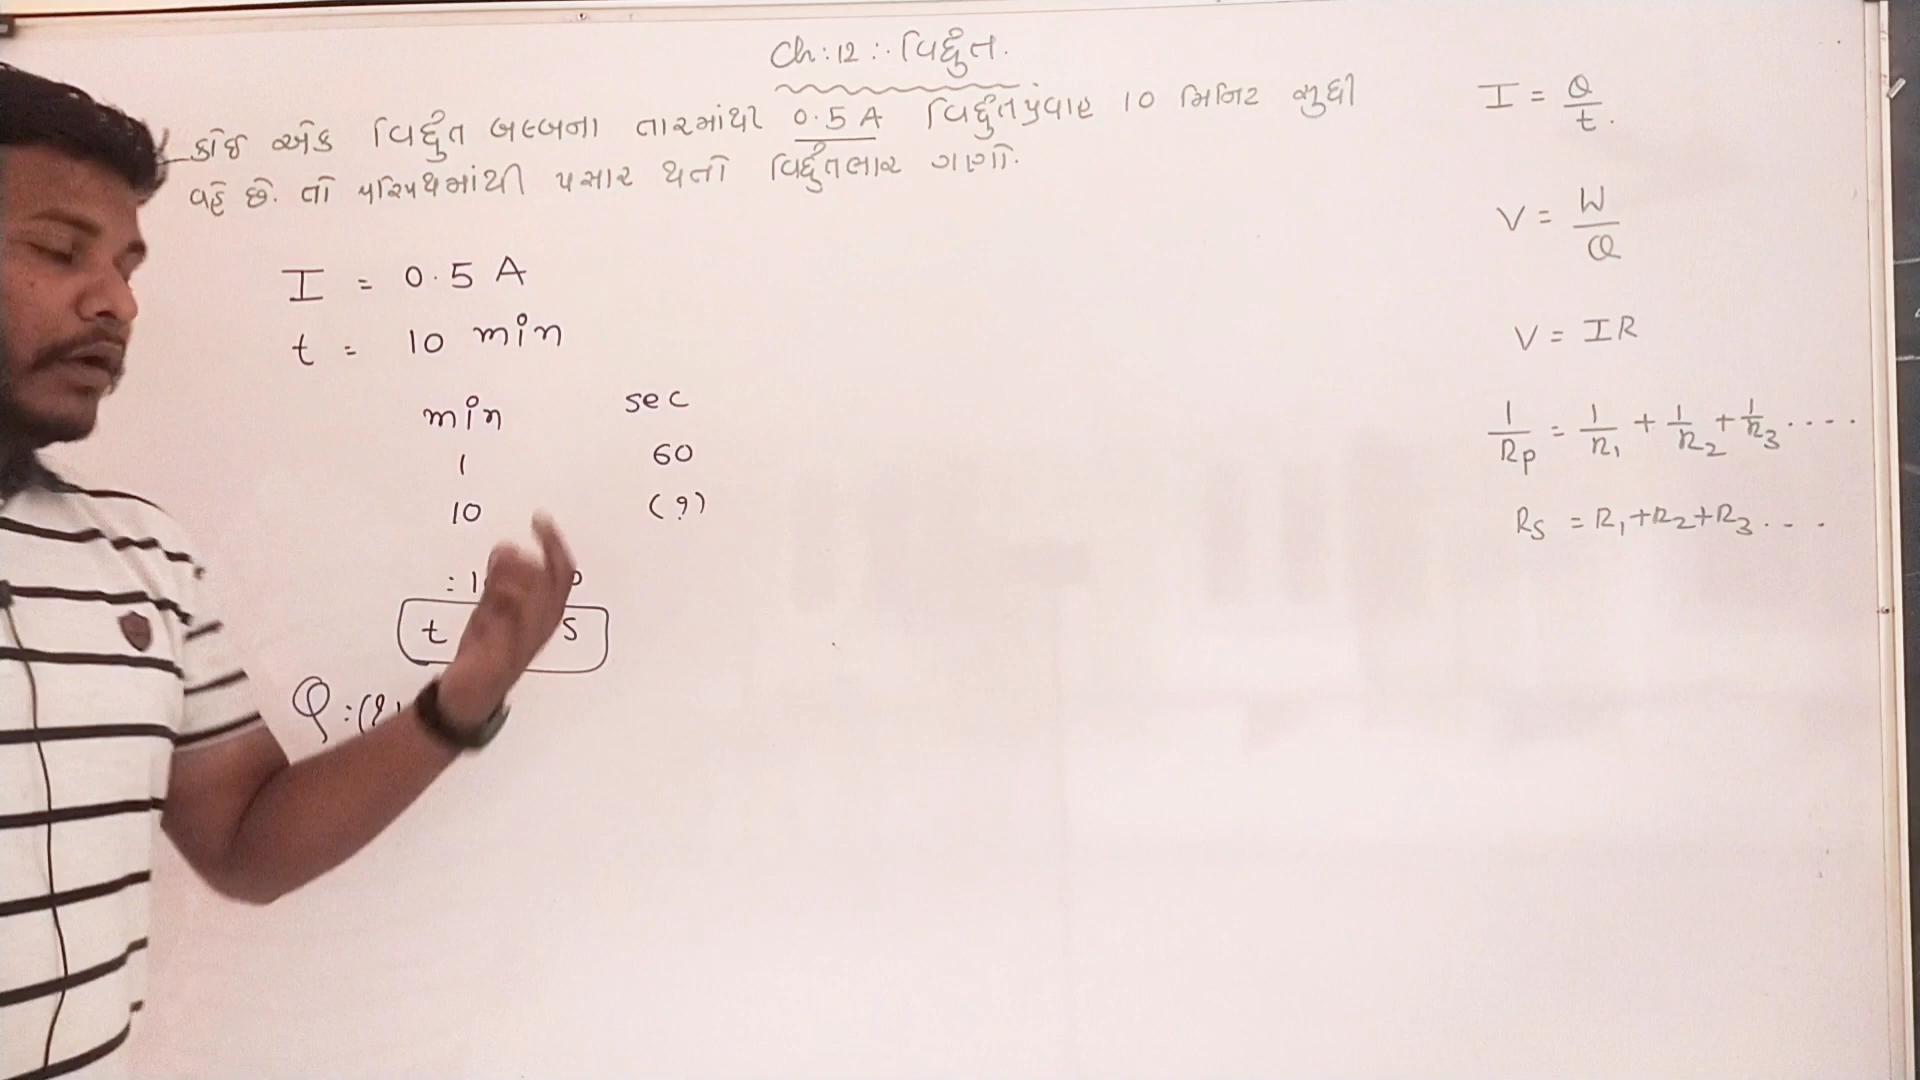 Ch:12 :. વિદ્યુત.
કોઈ એક વિદ્યુત બલ્બના તારમાંથી 0.5 A વિદ્યુતપ્રવાહ 10 મિનિટ સુધી
વહે છે. તો પરિપથમાંથી પસાર થતો વિદ્યુતભાર ગણો.
I = 0.5 A
t = 10 min
min sec
1 60
10 (?)
t s
Q :(?)
I = Q/t.
V = W/Q
V = IR
1/Rp = 1/R1 + 1/R2 + 1/R3 ....
Rs = R1+R2+R3 ...